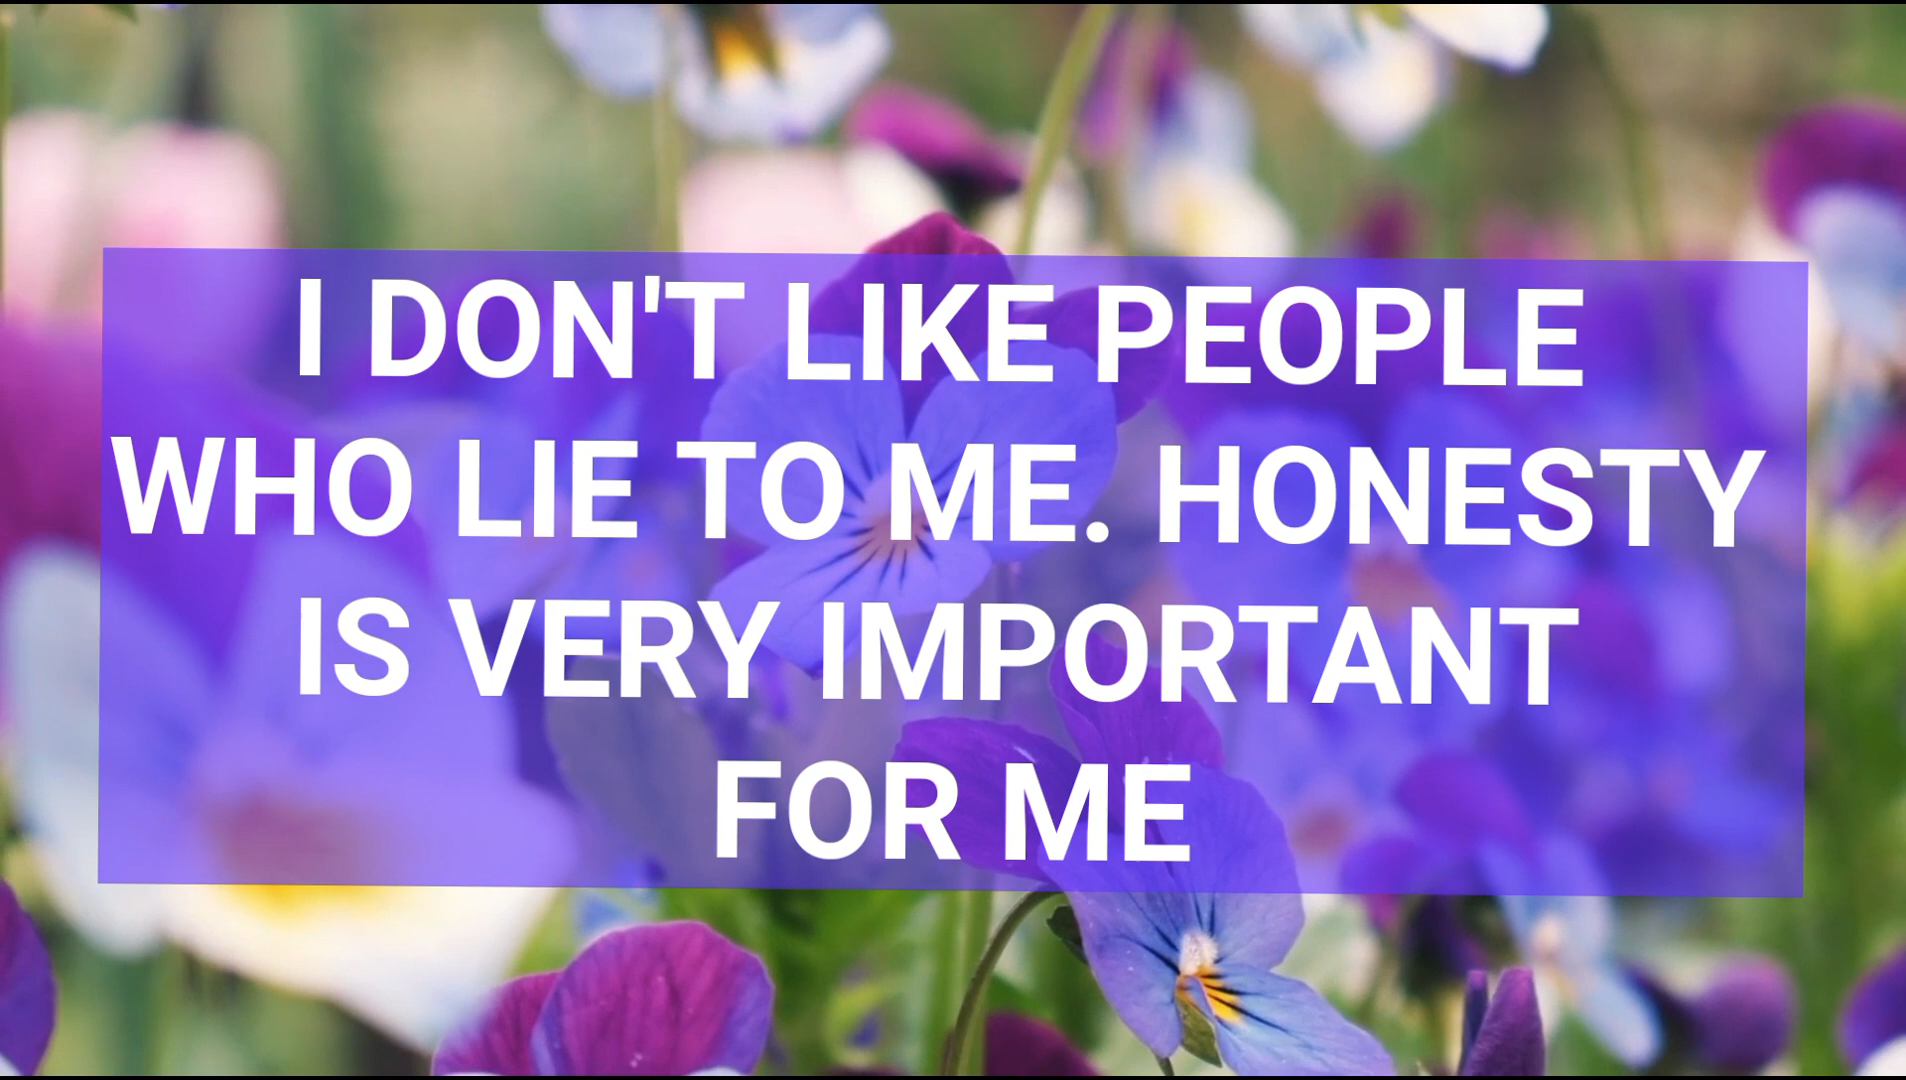 I DON'T LIKE PEOPLE
WHO LIE TO ME. HONESTY
IS VERY IMPORTANT
FOR ME